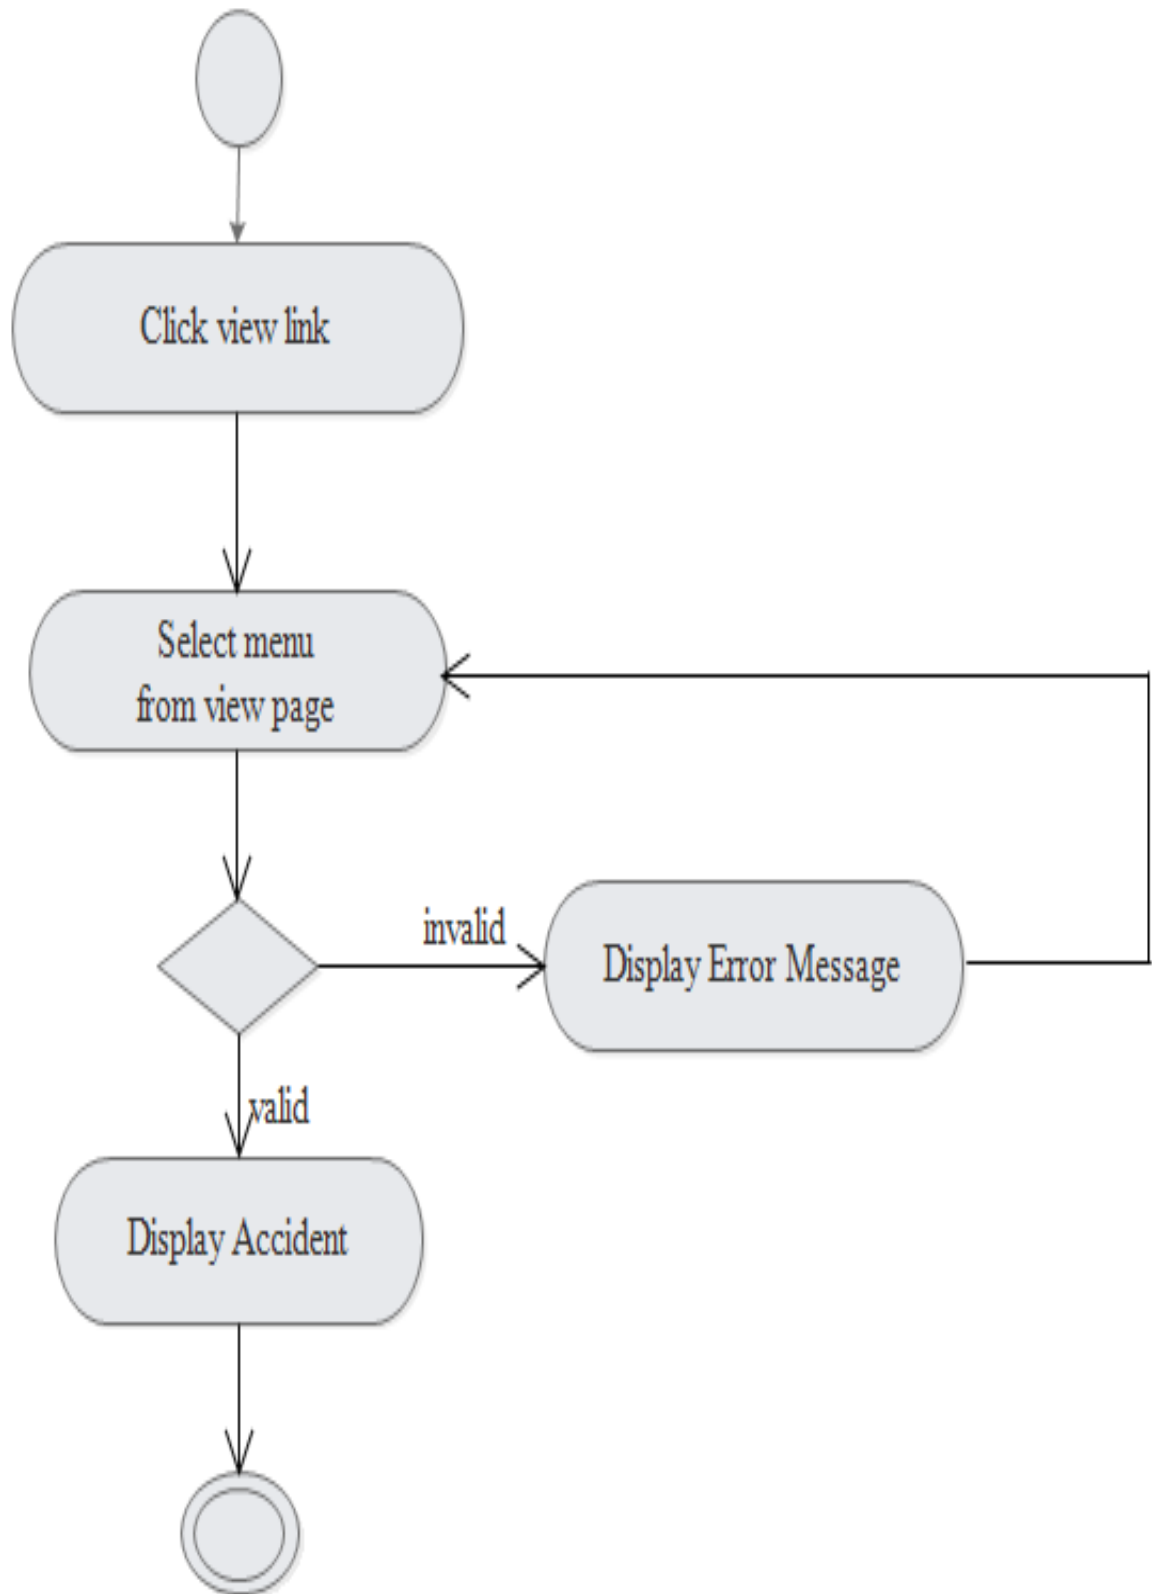 Click view link
Select menu
from view page
invalid
Display Error Message
valid
Display Accident